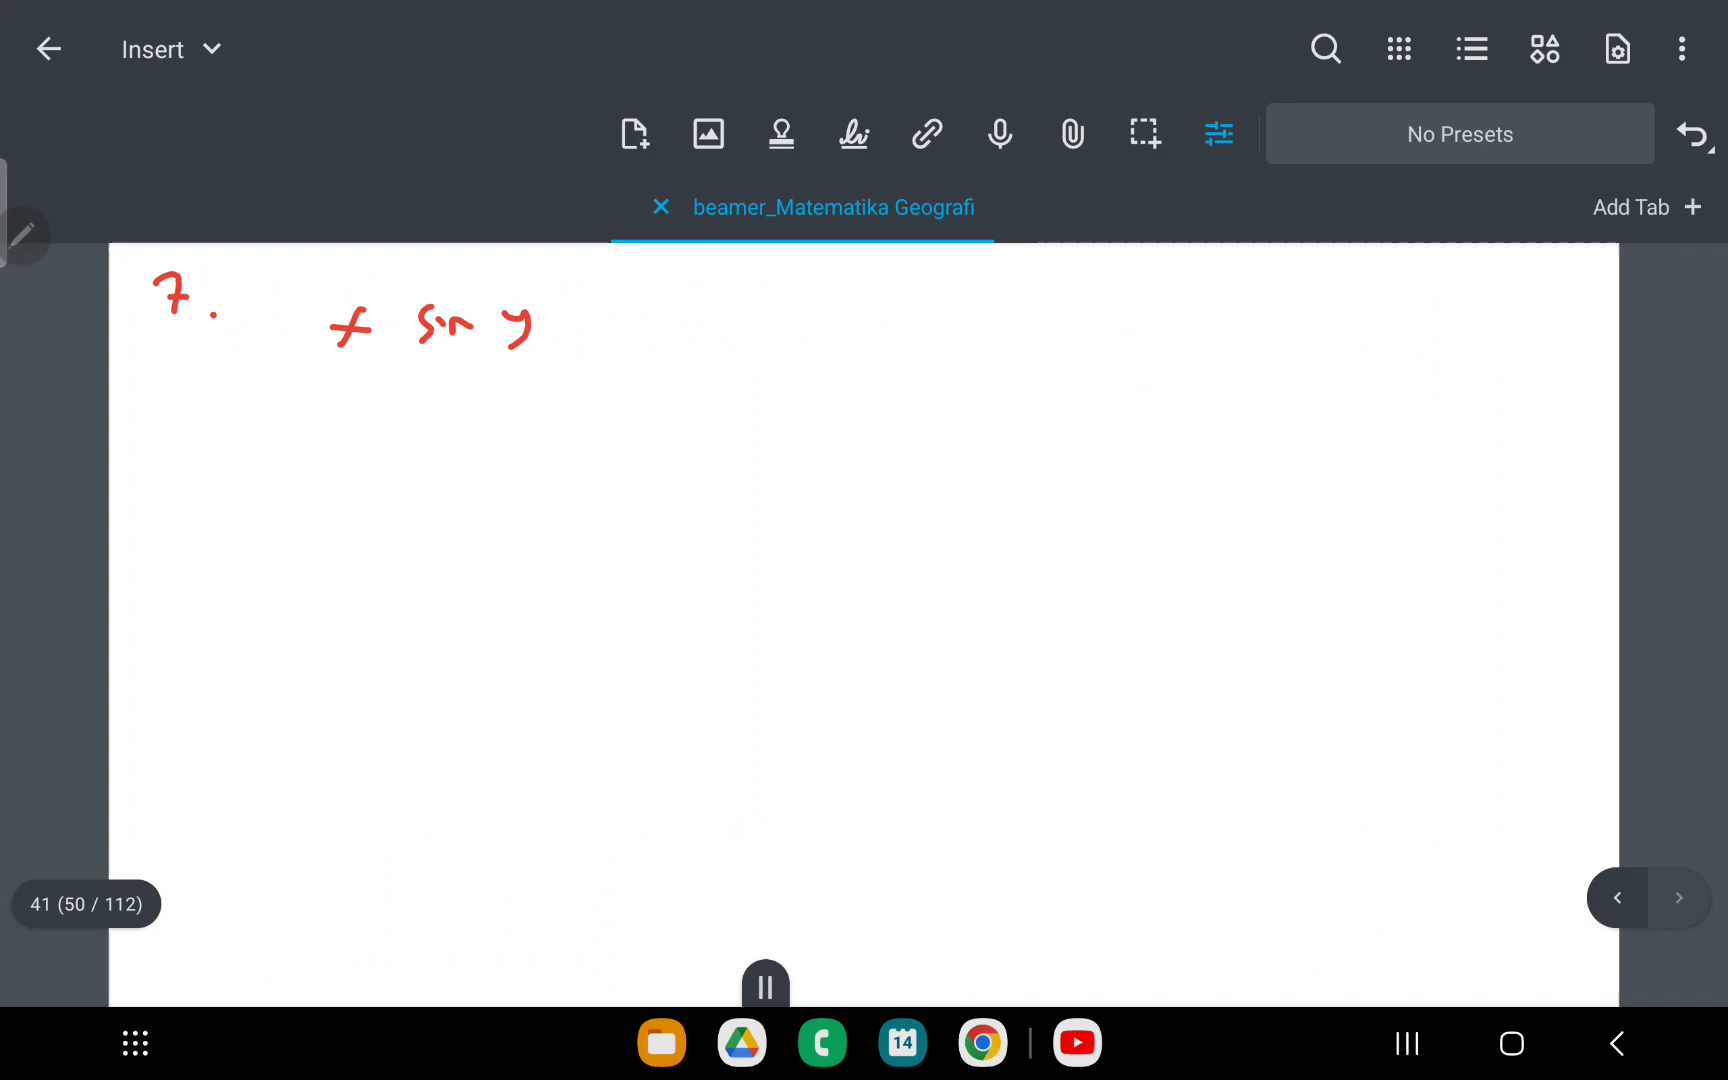 Insert
No Presets
beamer_Matematika Geografi
Add Tab +
7.
x sin y
41 (50 / 112)
14